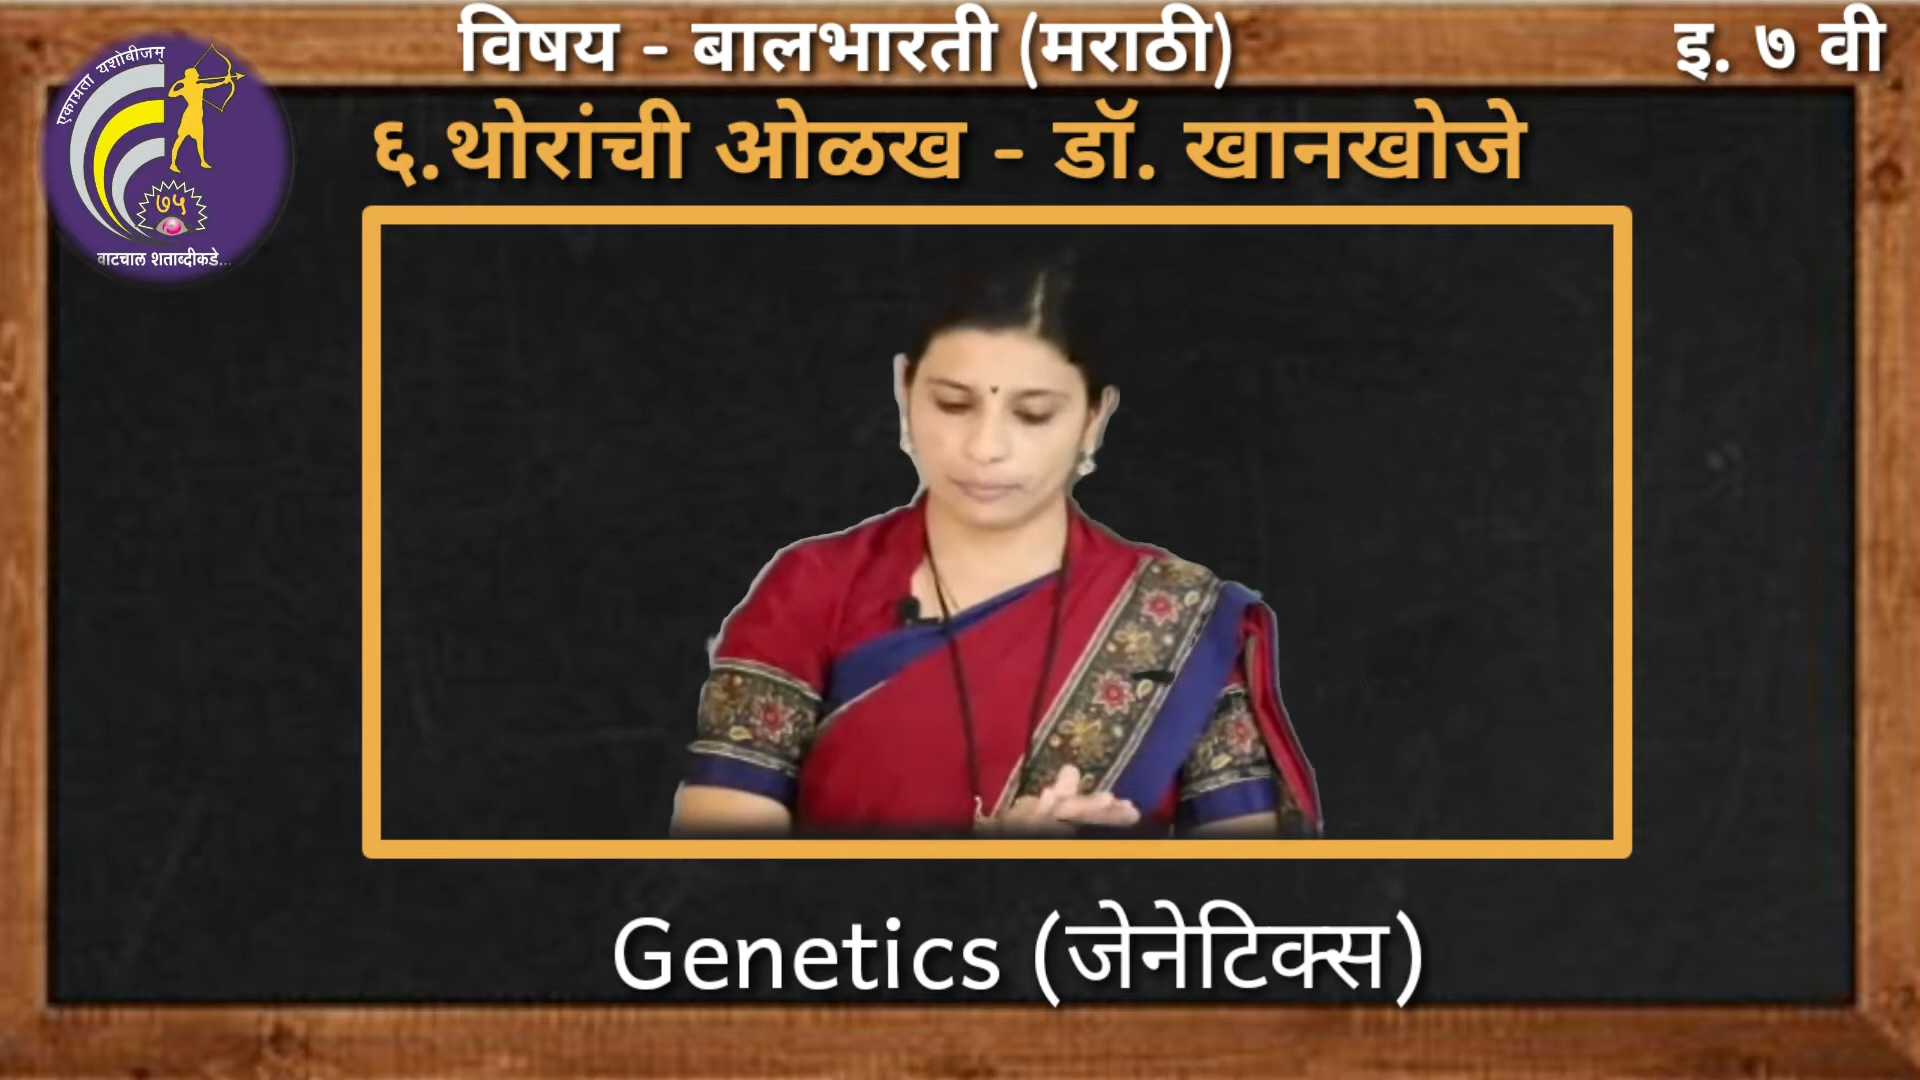 विषय - बालभारती (मराठी)
इ. ७ वी
एकाग्रता यशोबीजम्
६.थोरांची ओळख - डॉ. खानखोजे
७५
वाटचाल शताब्दीकडे...
Genetics (जेनेटिक्स)